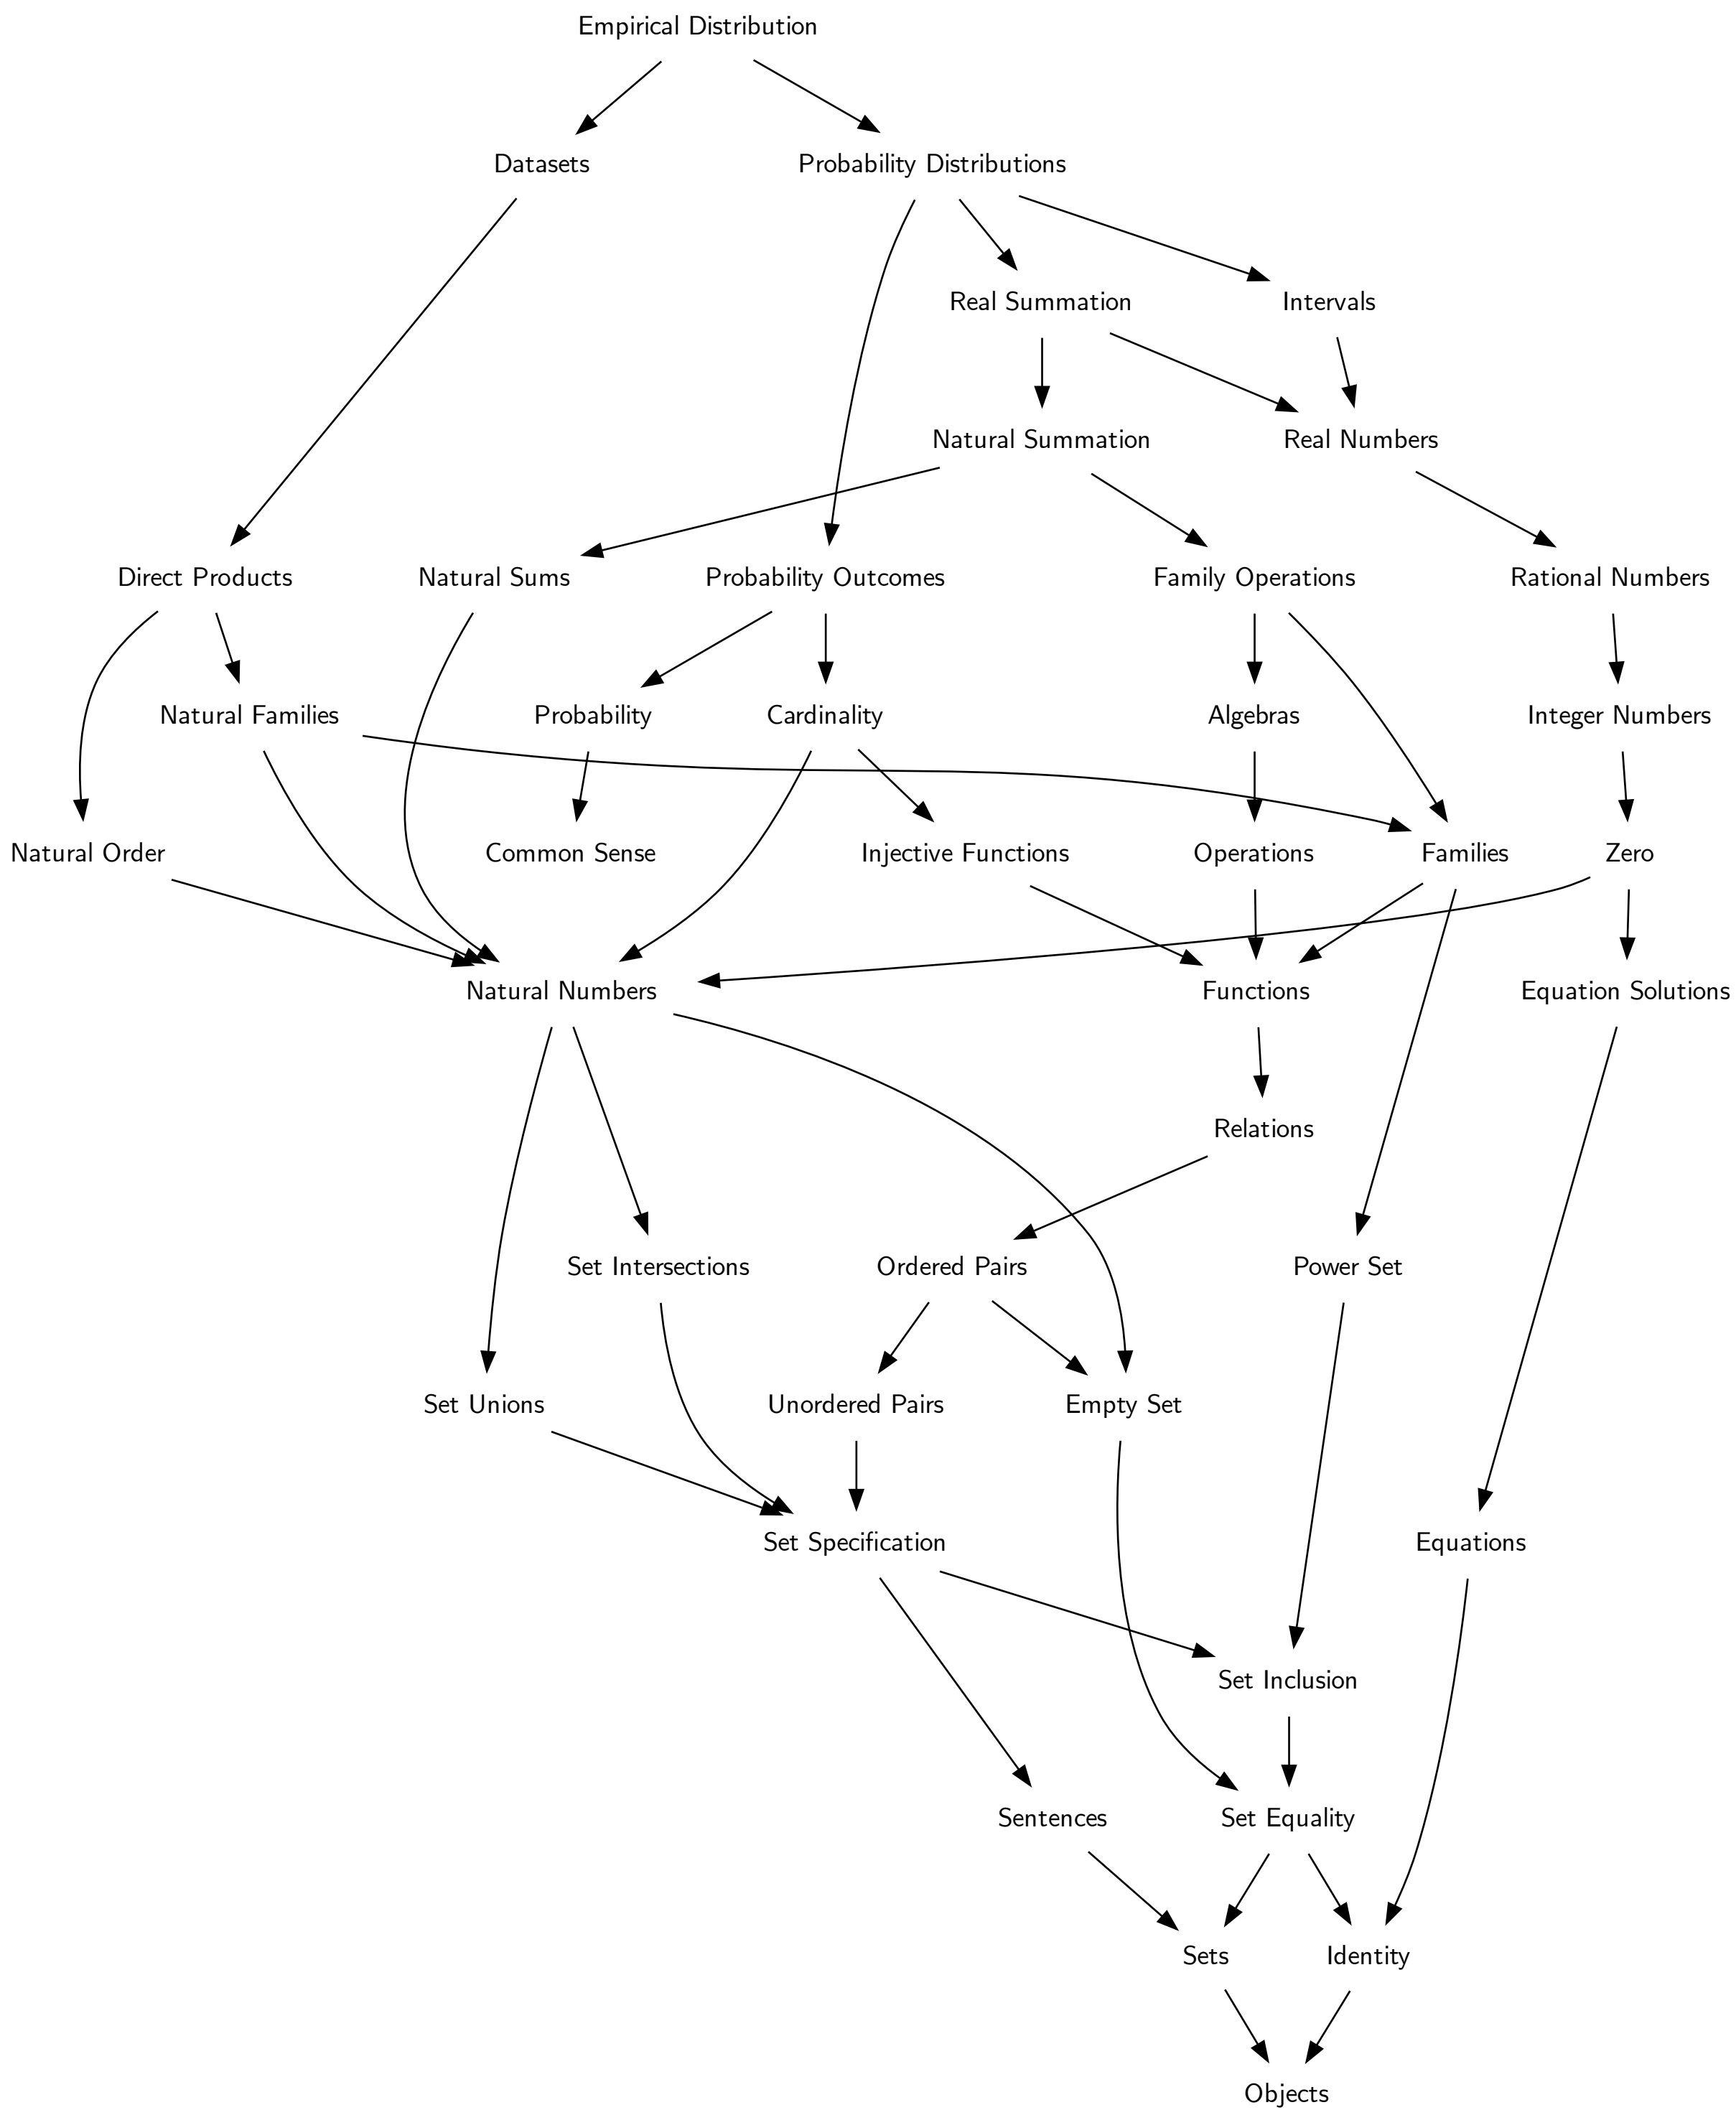 Empirical Distribution
Datasets
Probability Distributions
Real Summation
Intervals
Natural Summation
Real Numbers
Direct Products
Natural Sums
Probability Outcomes
Family Operations
Rational Numbers
Natural Families
Probability
Cardinality
Algebras
Integer Numbers
Natural Order
Common Sense
Injective Functions
Operations
Families
Zero
Natural Numbers
Functions
Equation Solutions
Relations
Set Intersections
Ordered Pairs
Power Set
Set Unions
Unordered Pairs
Empty Set
Set Specification
Equations
Set Inclusion
Sentences
Set Equality
Sets
Identity
Objects